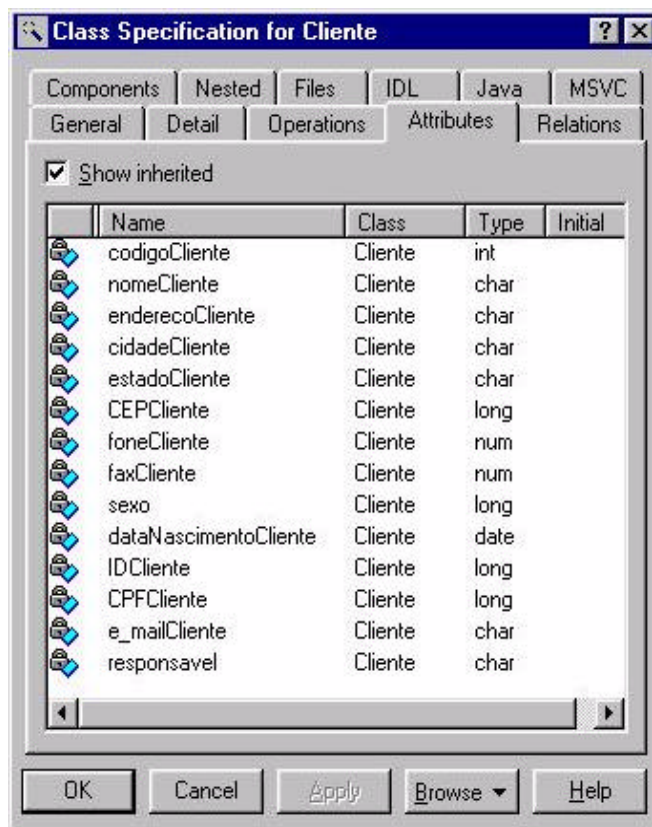 Class Specification for Cliente
Components Nested Files IDL Java MSVC
General Detail Operations Attributes Relations
Show inherited
Name Class Type Initial
codigoCliente Cliente int
nomeCliente Cliente char
enderecoCliente Cliente char
cidadeCliente Cliente char
estadoCliente Cliente char
CEPCliente Cliente long
foneCliente Cliente num
faxCliente Cliente num
sexo Cliente long
dataNascimentoCliente Cliente date
IDCliente Cliente long
CPFCliente Cliente long
e_mailCliente Cliente char
responsavel Cliente char
OK Cancel Apply Browse Help